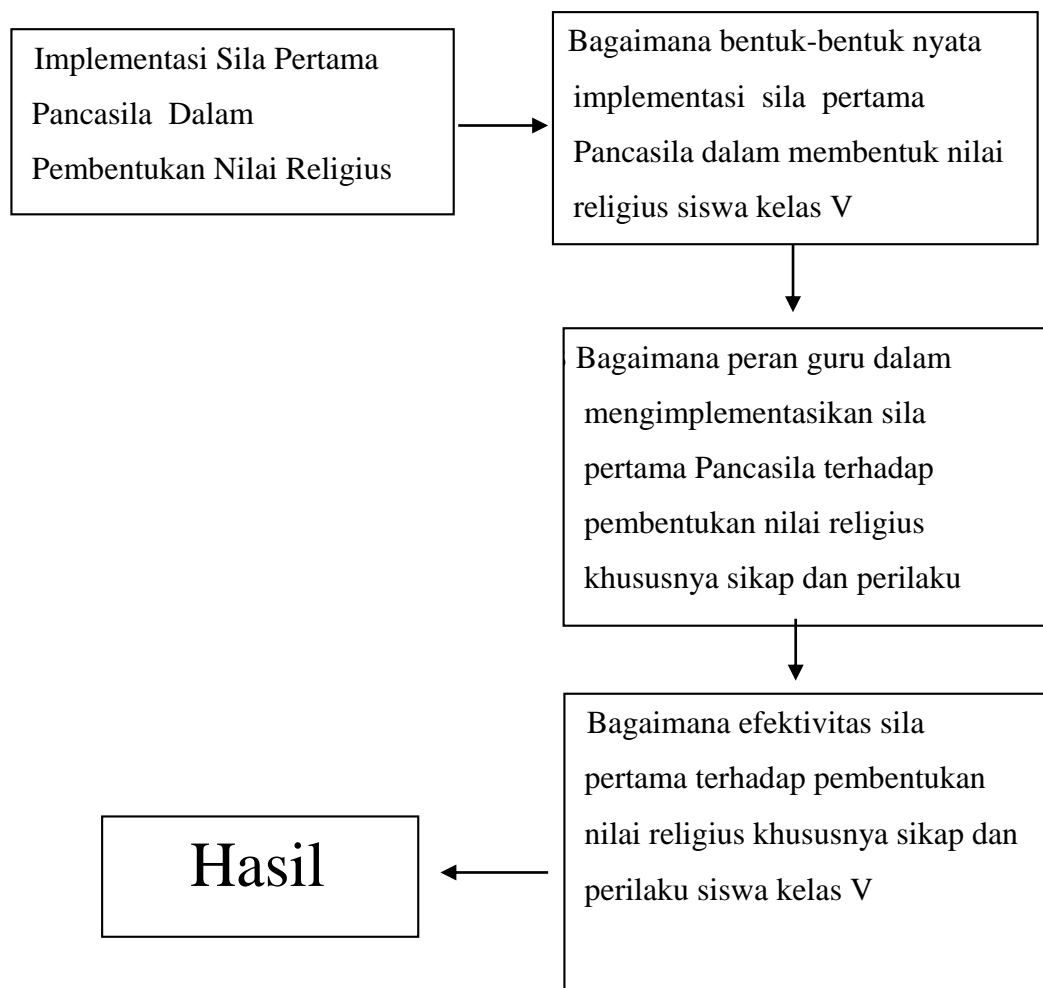 Implementasi Sila Pertama
Pancasila Dalam
Pembentukan Nilai Religius
Bagaimana bentuk-bentuk nyata
implementasi sila pertama
Pancasila dalam membentuk nilai
religius siswa kelas V
Bagaimana peran guru dalam
mengimplementasikan sila
pertama Pancasila terhadap
pembentukan nilai religius
khususnya sikap dan perilaku
Bagaimana efektivitas sila
pertama terhadap pembentukan
nilai religius khususnya sikap dan
perilaku siswa kelas V
Hasil